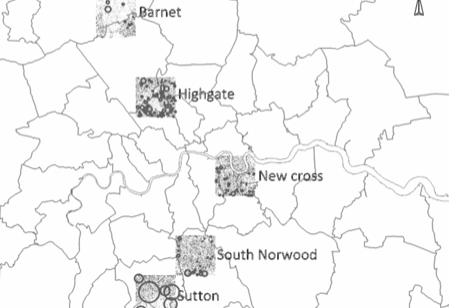 Barnet
Highgate
New cross
South Norwood
Sutton